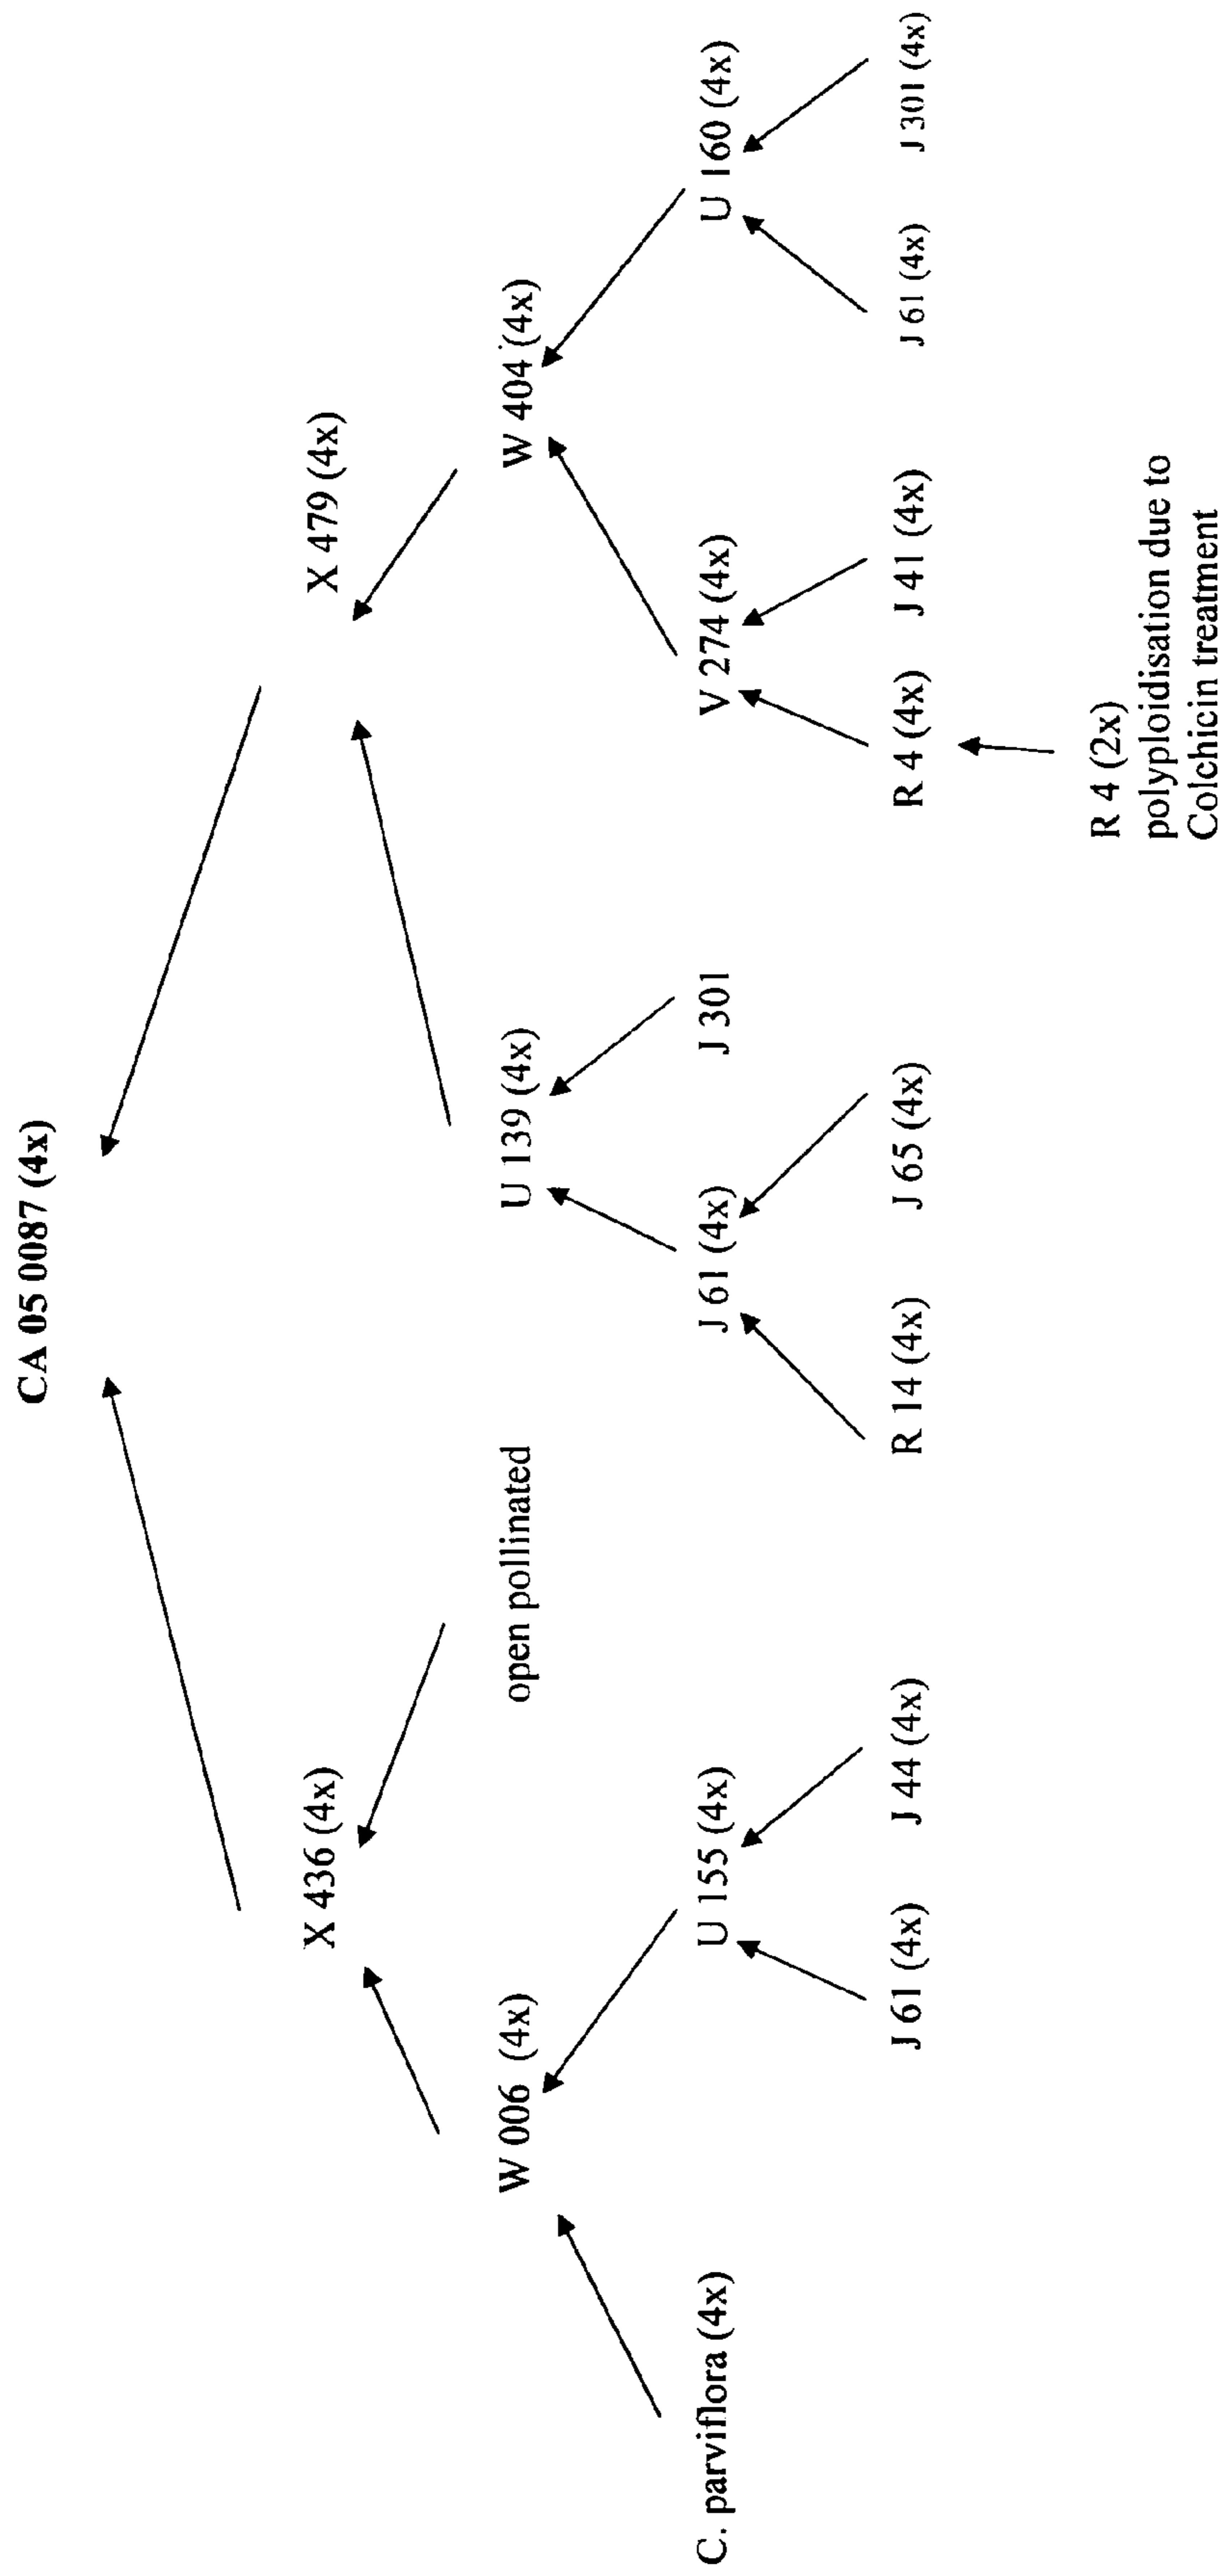 CA 05 0087 (4x)
X 436 (4x)
X 479 (4x)
W 006 (4x)
open pollinated
U 139 (4x)
W 404 (4x)
C. parviflora (4x)
U 155 (4x)
J 61 (4x)
J 301
V 274 (4x)
U 160 (4x)
J 61 (4x)
J 44 (4x)
R 14 (4x)
J 65 (4x)
R 4 (4x)
J 41 (4x)
J 61 (4x)
J 301 (4x)
R 4 (2x)
polyploidisation due to
Colchicin treatment